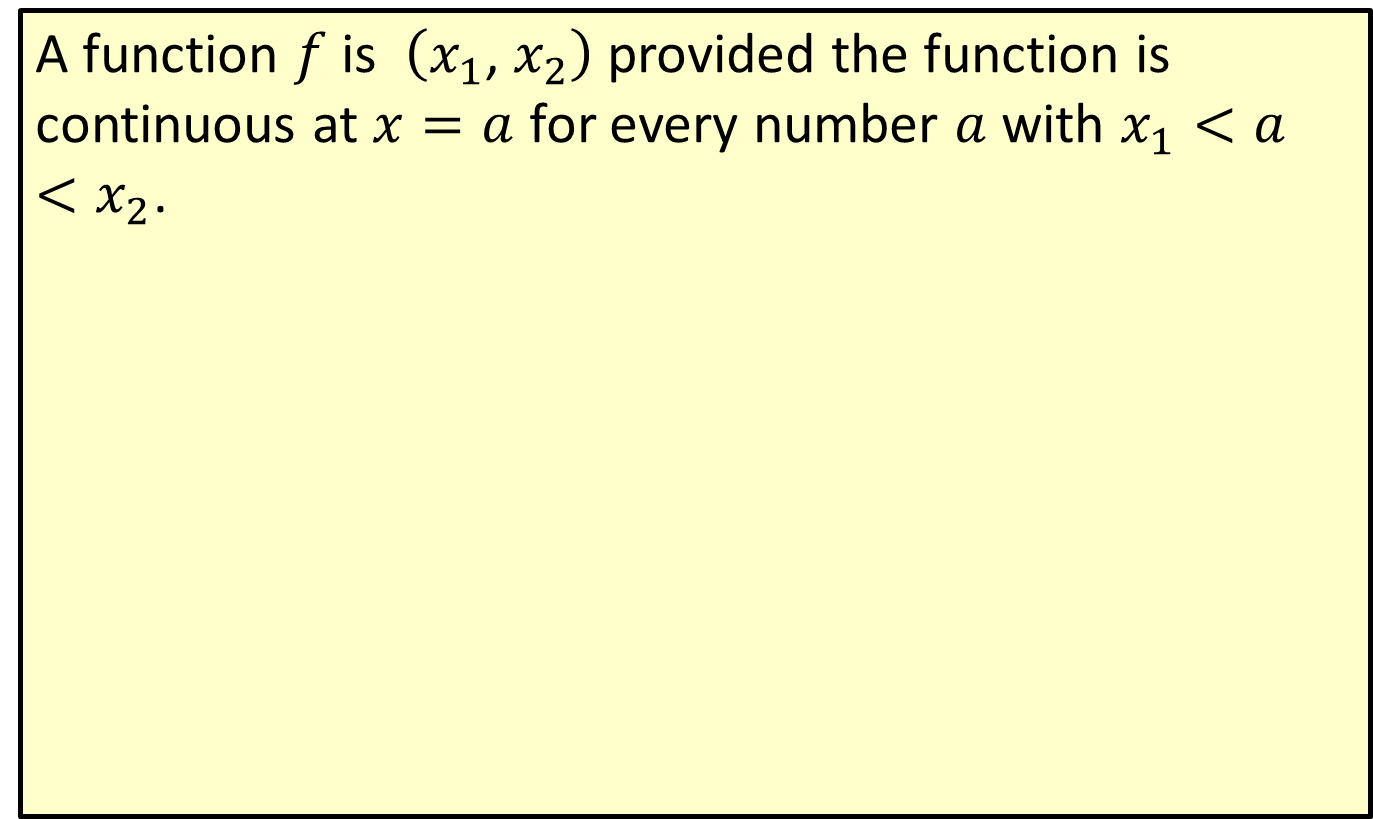 A function 𝑓 is (𝑥₁, 𝑥₂) provided the function is
continuous at 𝑥 = 𝑎 for every number 𝑎 with 𝑥₁ < 𝑎
< 𝑥₂.